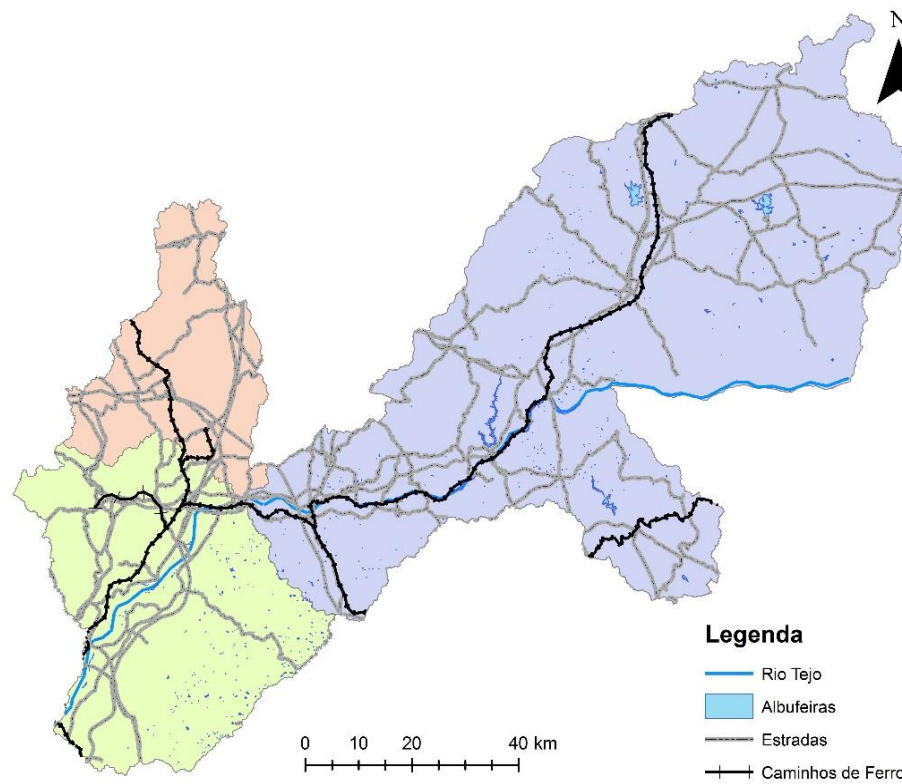 N
Legenda
Rio Tejo
Albufeiras
Estradas
Caminhos de Ferro
0 10 20 40 km